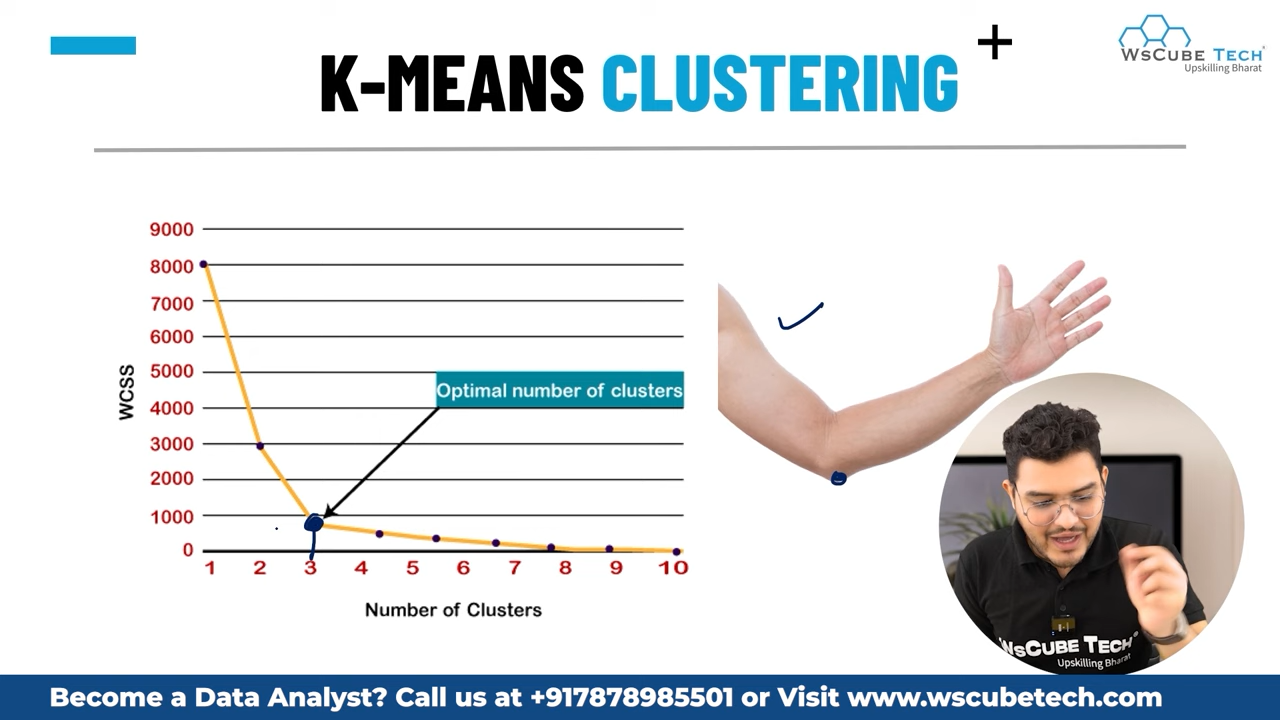 K-MEANS CLUSTERING
WsCUBE TECH
Upskilling Bharat
9000
8000
7000
6000
5000
4000
3000
2000
1000
0
WCSS
Optimal number of clusters
1 2 3 4 5 6 7 8 9 10
Number of Clusters
WsCUBE TECH
Upskilling Bharat
Become a Data Analyst? Call us at +917878985501 or Visit www.wscubetech.com